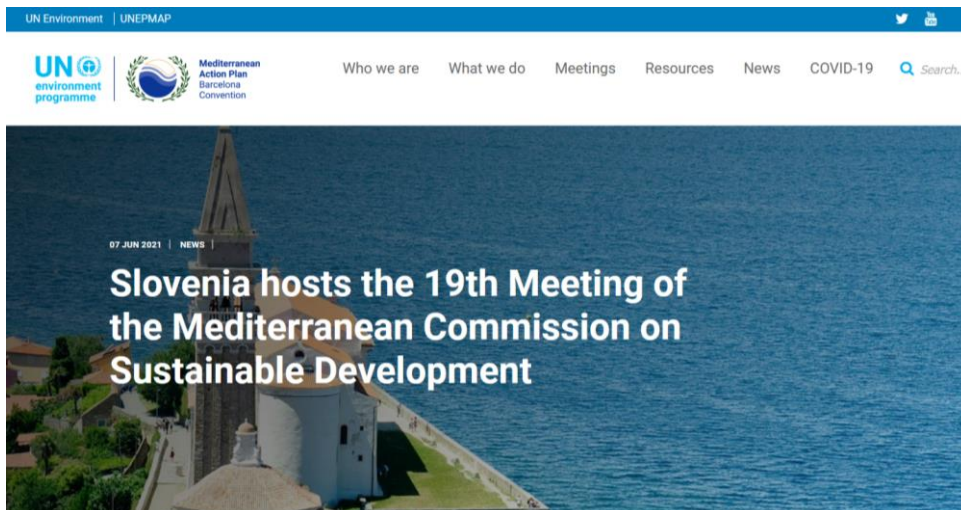 UN Environment | UNEPMAP
You Tube
UN
environment
programme
Mediterranean
Action Plan
Barcelona
Convention
Who we are What we do Meetings Resources News COVID-19 Search..
07 JUN 2021 | NEWS |
Slovenia hosts the 19th Meeting of
the Mediterranean Commission on
Sustainable Development